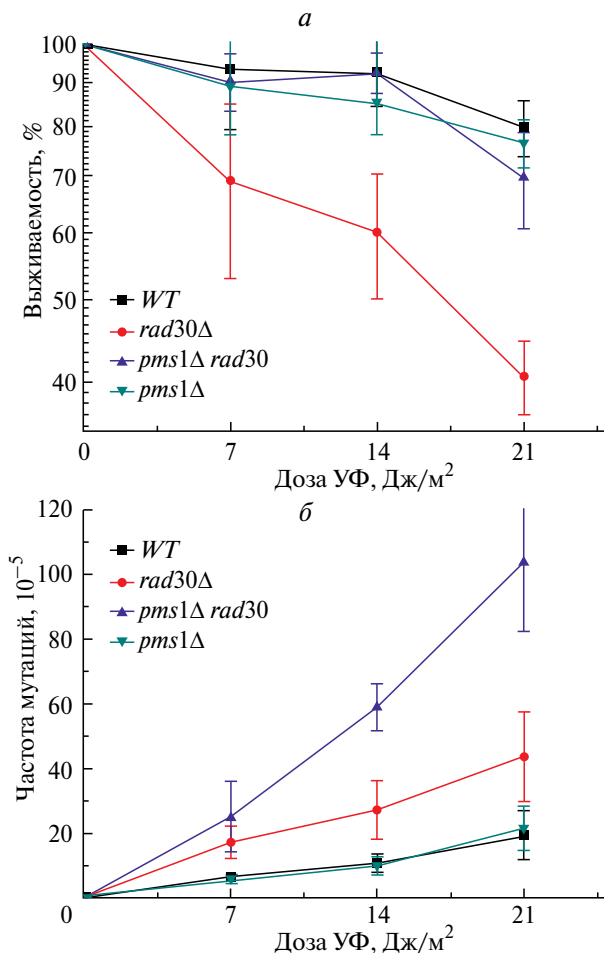 а
100
90
80
70
60
50
40
Выживаемость, %
WT
rad30Δ
pms1Δ rad30
pms1Δ
0 7 14 21
Доза УФ, Дж/м²
б
120
100
80
60
40
20
0
Частота мутаций, 10⁻⁵
WT
rad30Δ
pms1Δ rad30
pms1Δ
7 14 21
Доза УФ, Дж/м²